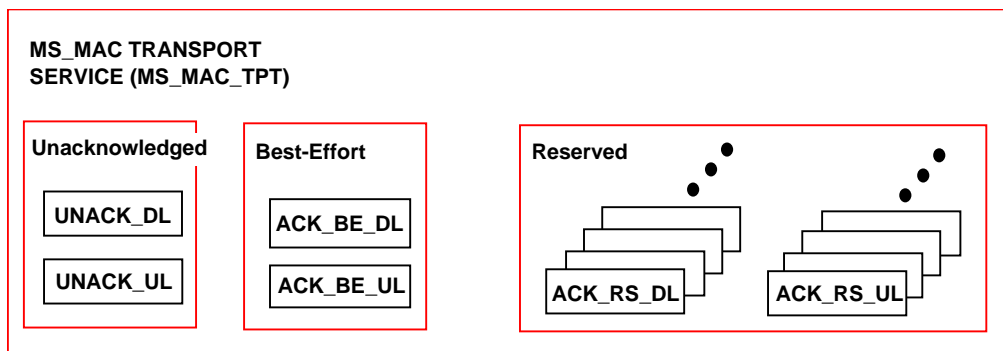 MS_MAC TRANSPORT
SERVICE (MS_MAC_TPT)
Unacknowledged
UNACK_DL
UNACK_UL
Best-Effort
ACK_BE_DL
ACK_BE_UL
Reserved
ACK_RS_DL
ACK_RS_UL